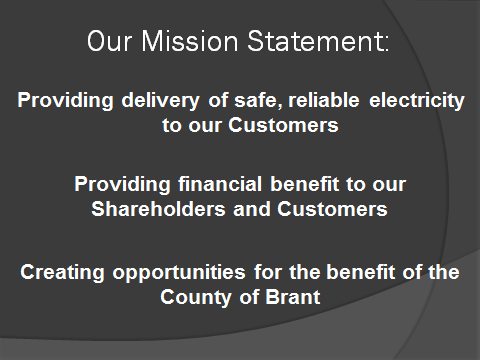 Our Mission Statement:
Providing delivery of safe, reliable electricity
to our Customers
Providing financial benefit to our
Shareholders and Customers
Creating opportunities for the benefit of the
County of Brant